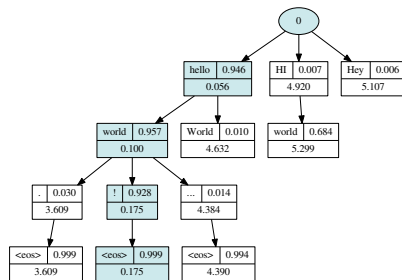 0
hello 0.946 HI 0.007 Hey 0.006
0.056 4.920 5.107
world 0.957 World 0.010 world 0.684
0.100 4.632 5.299
. 0.030 ! 0.928 ... 0.014
3.609 0.175 4.384
<eos> 0.999 <eos> 0.999 <eos> 0.994
3.609 0.175 4.390